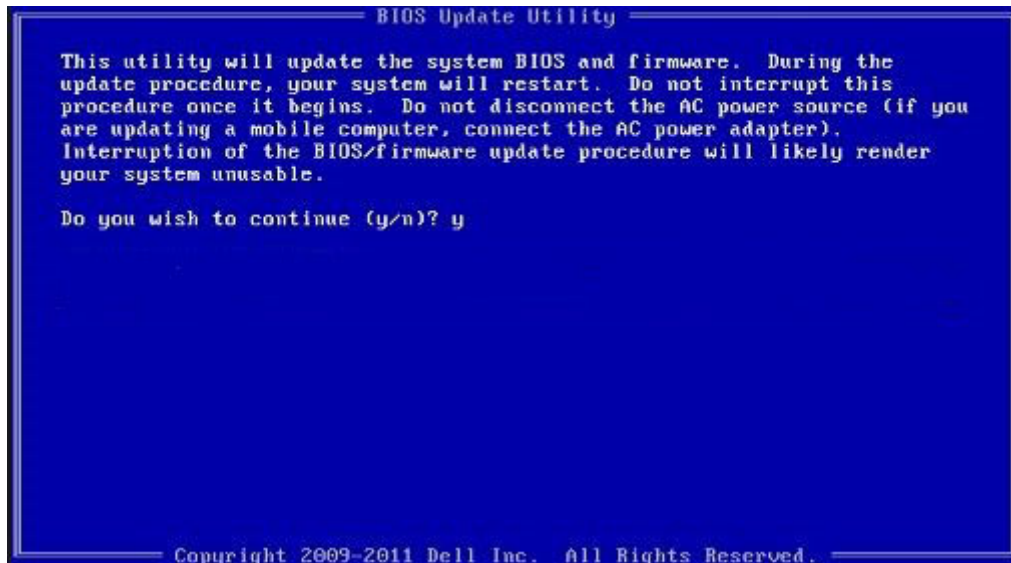 BIOS Update Utility
This utility will update the system BIOS and firmware. During the
update procedure, your system will restart. Do not interrupt this
procedure once it begins. Do not disconnect the AC power source (if you
are updating a mobile computer, connect the AC power adapter).
Interruption of the BIOS/firmware update procedure will likely render
your system unusable.
Do you wish to continue (y/n)? y
Copyright 2009-2011 Dell Inc. All Rights Reserved.